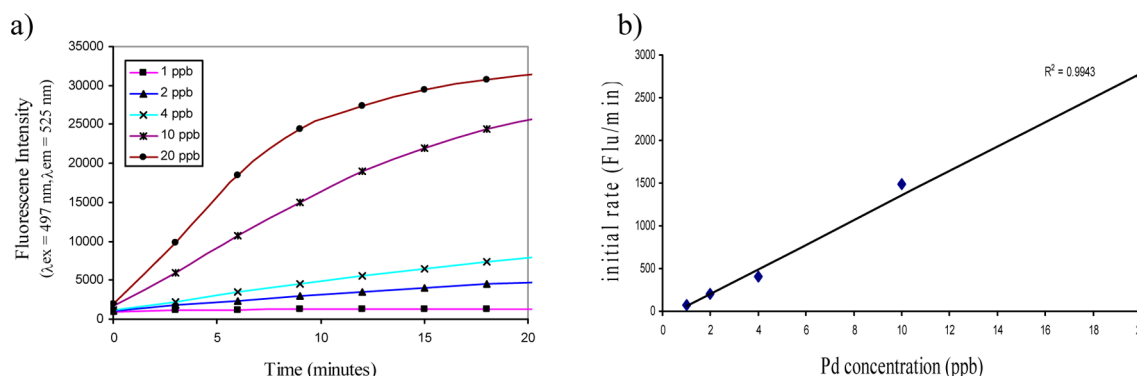 a)
Fluorescene Intensity
(λex = 497 nm,λem = 525 nm)
35000
30000
25000
20000
15000
10000
5000
0
1 ppb
2 ppb
4 ppb
10 ppb
20 ppb
0 5 10 15 20
Time (minutes)
b)
initial rate (Flu/min)
3000
2500
2000
1500
1000
500
0
R² = 0.9943
0 2 4 6 8 10 12 14 16 18
Pd concentration (ppb)